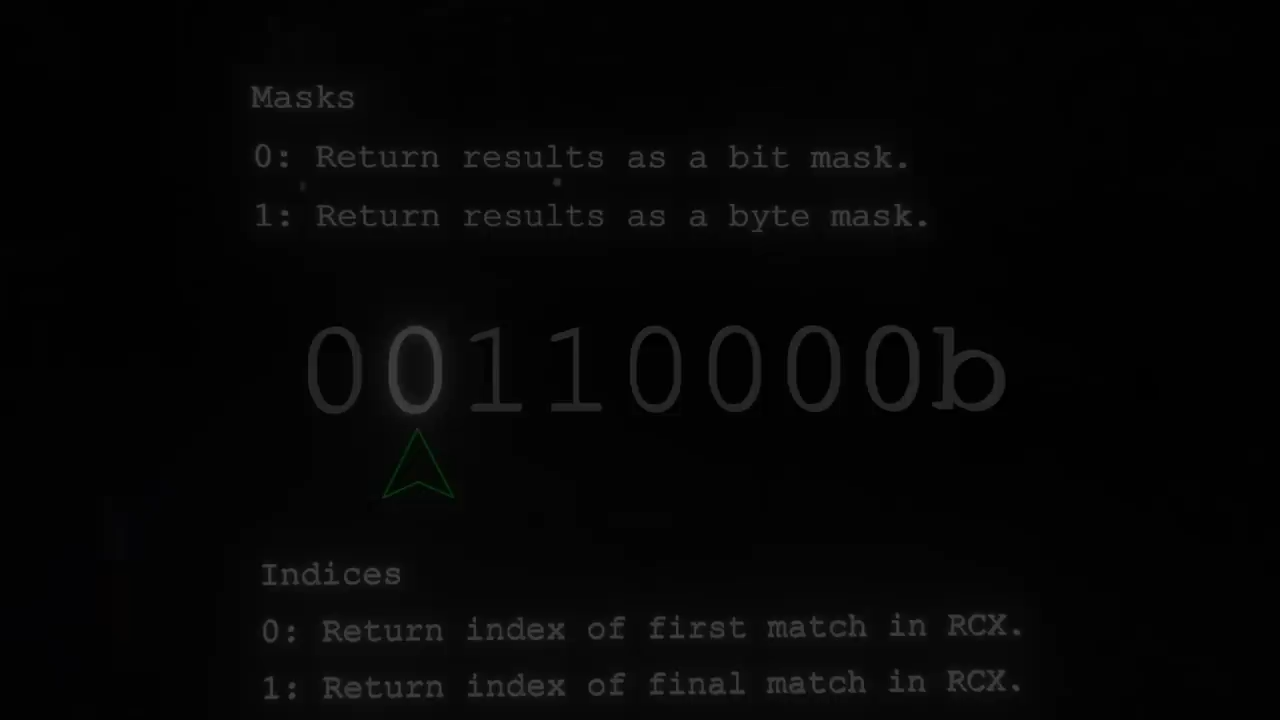 Masks
0: Return results as a bit mask.
1: Return results as a byte mask.
00110000b
Indices
0: Return index of first match in RCX.
1: Return index of final match in RCX.